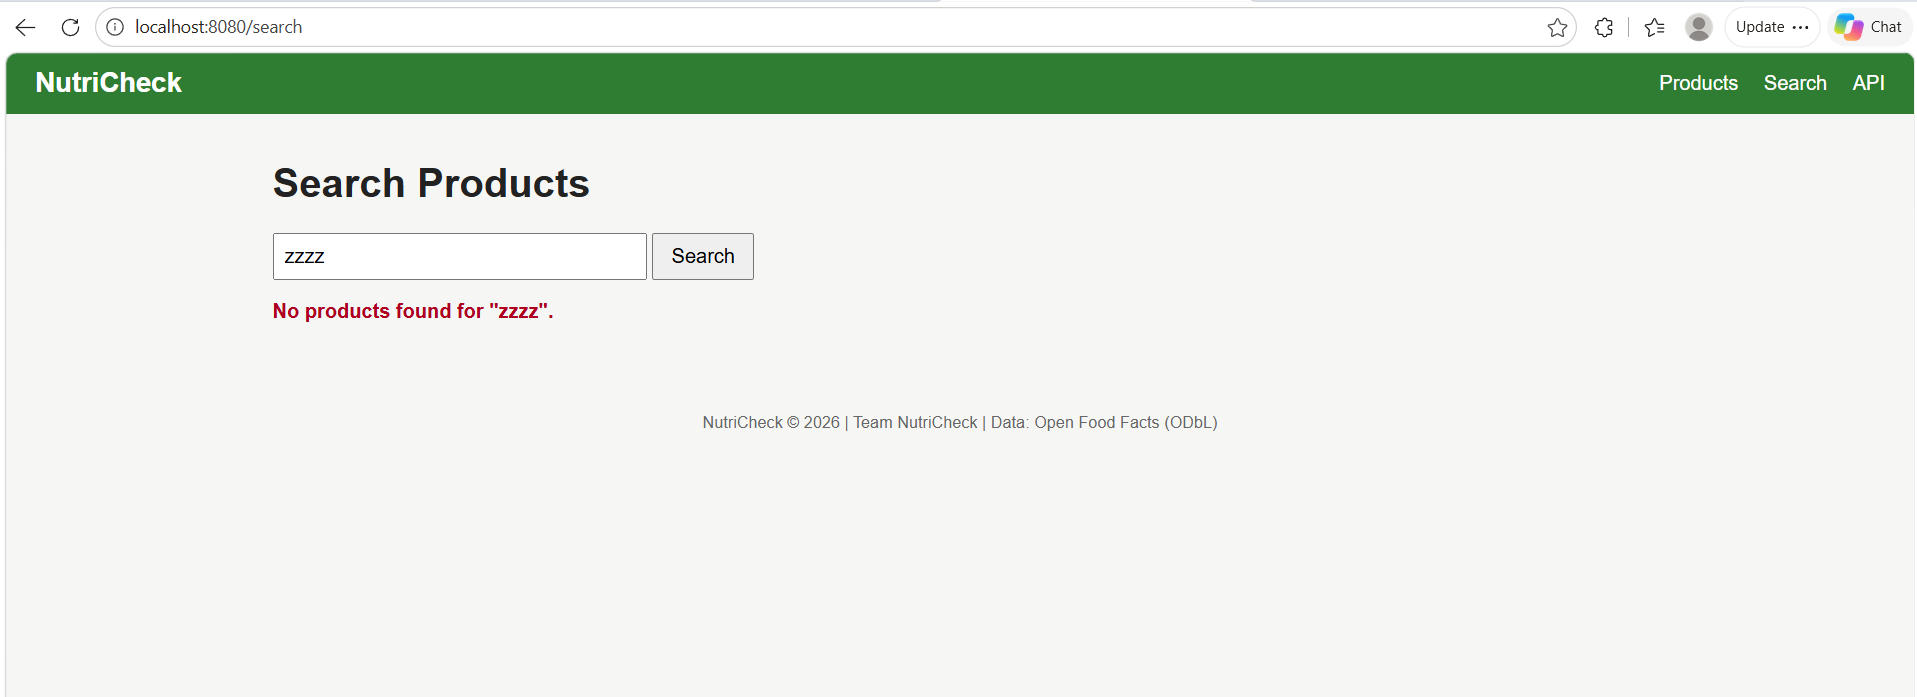 localhost:8080/search
Update
Chat
NutriCheck
Products Search API
Search Products
zzzz Search
No products found for "zzzz".
NutriCheck © 2026 | Team NutriCheck | Data: Open Food Facts (ODbL)